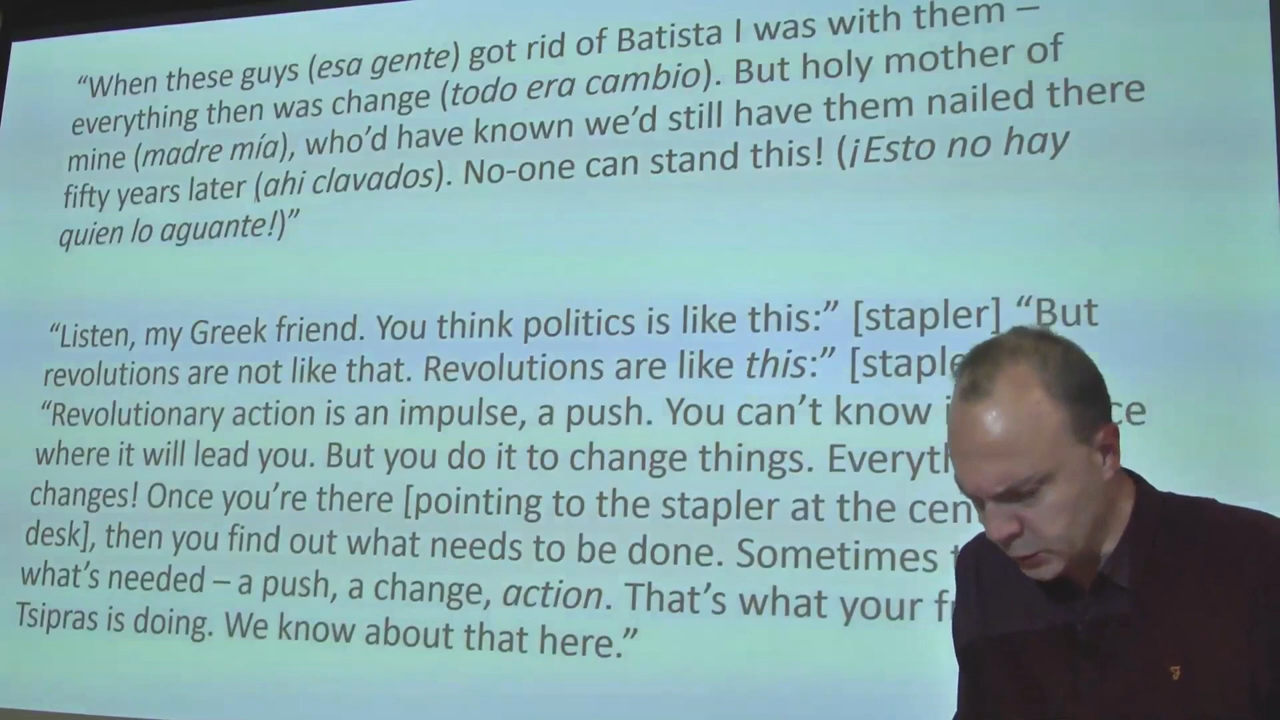 “When these guys (esa gente) got rid of Batista I was with them –
everything then was change (todo era cambio). But holy mother of
mine (madre mía), who’d have known we’d still have them nailed there
fifty years later (ahi clavados). No-one can stand this! (¡Esto no hay
quien lo aguante!)”
“Listen, my Greek friend. You think politics is like this:” [stapler] “But
revolutions are not like that. Revolutions are like this:” [staple
“Revolutionary action is an impulse, a push. You can’t know
where it will lead you. But you do it to change things.
changes! Once you’re there [pointing to the stapler at the
desk], then you find out what needs to be done. Sometimes
what’s needed – a push, a change, action. That’s what your
Tsipras is doing. We know about that here.”